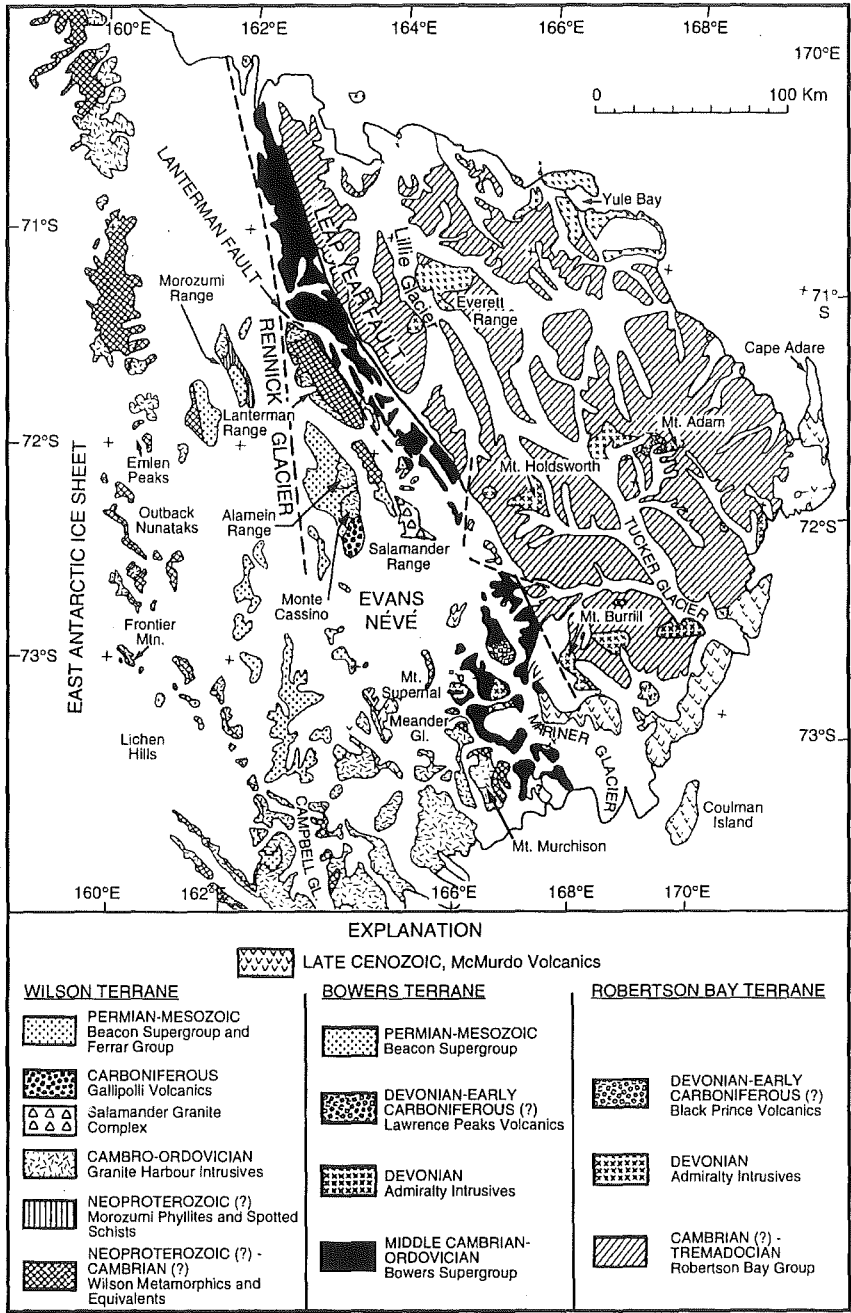 160°E
162°E
164°E
166°E
168°E
170°E
0 100 Km
Yule Bay
71°S
LANTERMAN FAULT
LEAP YEAR FAULT
Lillie Glacier
Everett
Range
71°
S
Morozumi
Range
RENNICK GLACIER
Cape Adare
Lanterman
Range
Mt. Adam
72°S
Emlen
Peaks
Mt. Holdsworth
Outback
Nunataks
EAST ANTARCTIC ICE SHEET
Alamein
Range
Salamander
Range
TUCKER GLACIER
72°S
Monte
Cassino
EVANS
NÉVÉ
Mt. Burrill
Frontier
Mtn.
73°S
Mt.
Supernal
Meander
Gl.
MARINER GLACIER
Lichen
Hills
73°S
CAMPBELL GL.
Coulman
Island
Mt. Murchison
160°E
162°
166°E
168°E
170°E
EXPLANATION
LATE CENOZOIC, McMurdo Volcanics
WILSON TERRANE
PERMIAN-MESOZOIC
Beacon Supergroup and
Ferrar Group
CARBONIFEROUS
Gallipolli Volcanics
Salamander Granite
Complex
CAMBRO-ORDOVICIAN
Granite Harbour Intrusives
NEOPROTEROZOIC (?)
Morozumi Phyllites and Spotted
Schists
NEOPROTEROZOIC (?) -
CAMBRIAN (?)
Wilson Metamorphics and
Equivalents
BOWERS TERRANE
PERMIAN-MESOZOIC
Beacon Supergroup
DEVONIAN-EARLY
CARBONIFEROUS (?)
Lawrence Peaks Volcanics
DEVONIAN
Admiralty Intrusives
MIDDLE CAMBRIAN-
ORDOVICIAN
Bowers Supergroup
ROBERTSON BAY TERRANE
DEVONIAN-EARLY
CARBONIFEROUS (?)
Black Prince Volcanics
DEVONIAN
Admiralty Intrusives
CAMBRIAN (?) -
TREMADOCIAN
Robertson Bay Group